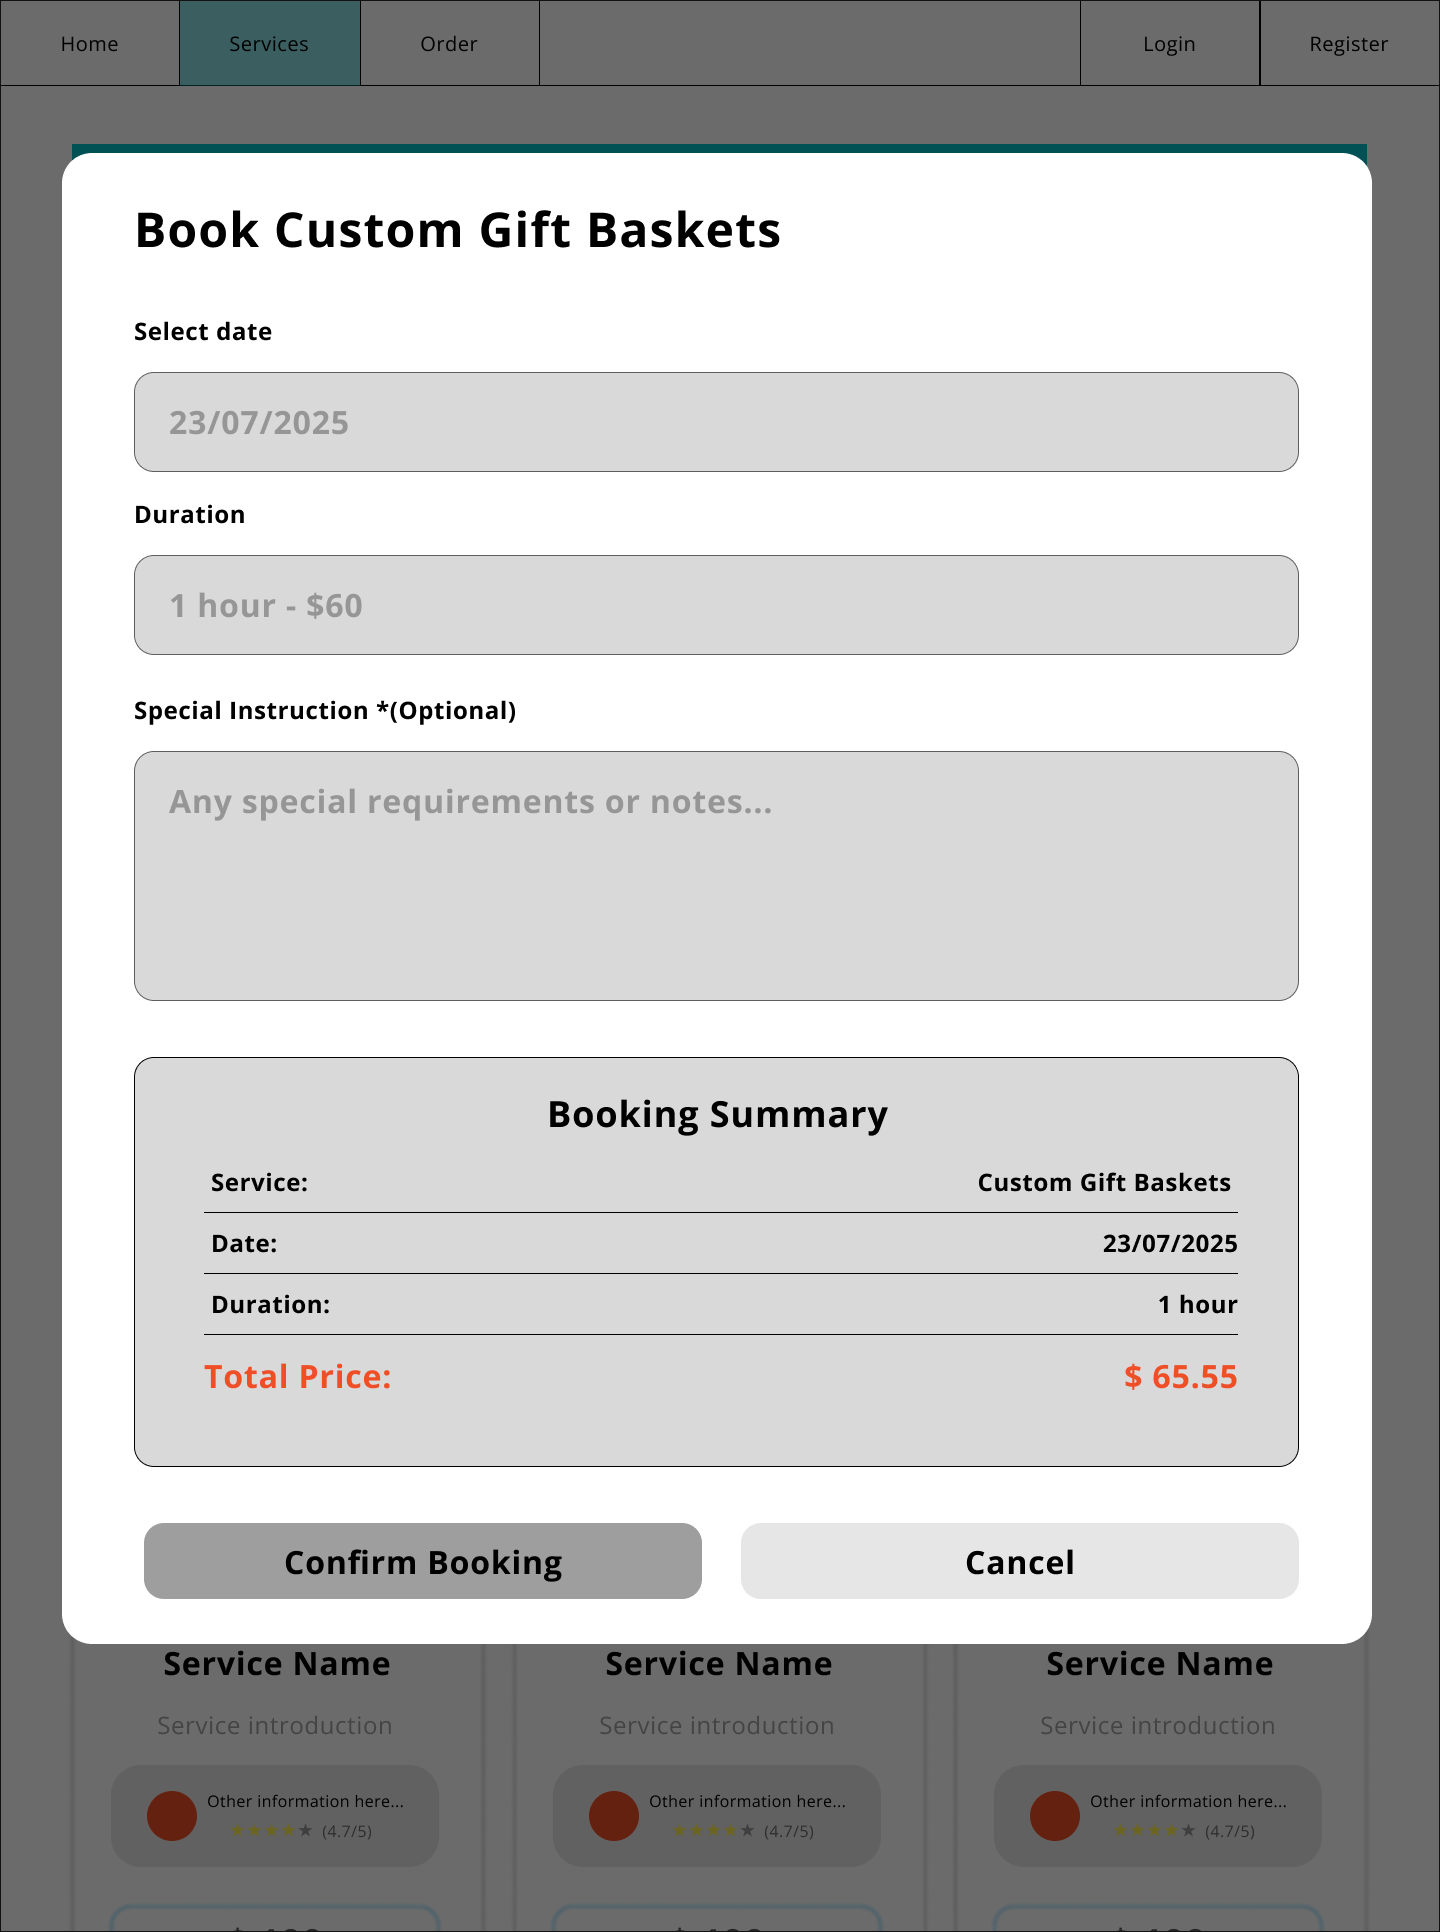 Home Services Order Login Register
Book Custom Gift Baskets
Select date
23/07/2025
Duration
1 hour - $60
Special Instruction *(Optional)
Any special requirements or notes...
Booking Summary
Service: Custom Gift Baskets
Date: 23/07/2025
Duration: 1 hour
Total Price: $ 65.55
Confirm Booking Cancel
Service Name Service Name Service Name
Service introduction Service introduction Service introduction
Other information here... Other information here... Other information here...
★★★★★ (4.7/5) ★★★★★ (4.7/5) ★★★★★ (4.7/5)